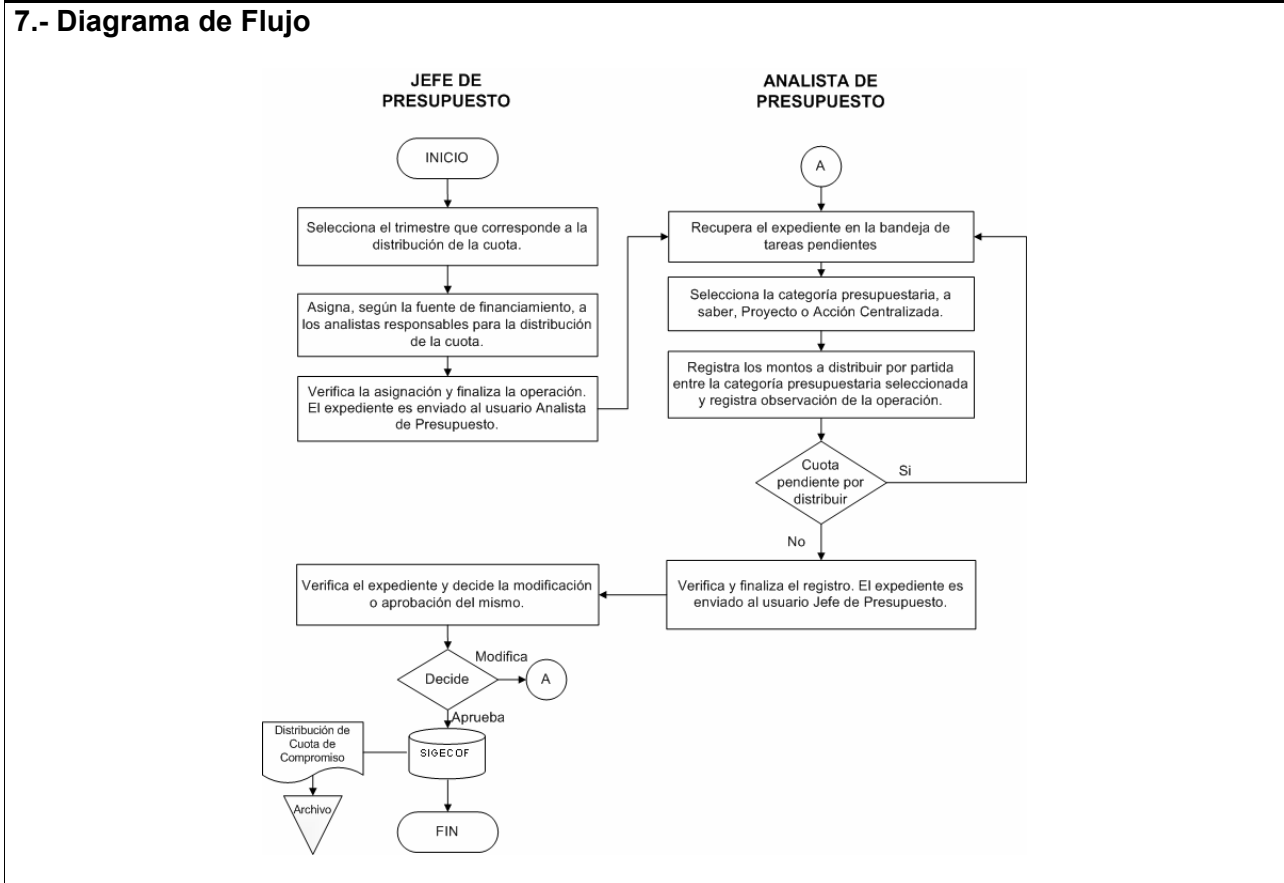 7.- Diagrama de Flujo
JEFE DE
PRESUPUESTO
INICIO
Selecciona el trimestre que corresponde a la
distribución de la cuota.
Asigna, según la fuente de financiamiento, a
los analistas responsables para la distribución
de la cuota.
Verifica la asignación y finaliza la operación.
El expediente es enviado al usuario Analista
de Presupuesto.
ANALISTA DE
PRESUPUESTO
A
Recupera el expediente en la bandeja de
tareas pendientes
Selecciona la categoría presupuestaria, a
saber, Proyecto o Acción Centralizada.
Registra los montos a distribuir por partida
entre la categoría presupuestaria seleccionada
y registra observación de la operación.
Cuota
pendiente por
distribuir
Si
No
Verifica y finaliza el registro. El expediente es
enviado al usuario Jefe de Presupuesto.
Verifica el expediente y decide la modificación
o aprobación del mismo.
Decide
Modifica
A
Aprueba
SIGECOF
Distribución de
Cuota de
Compromiso
Archivo
FIN